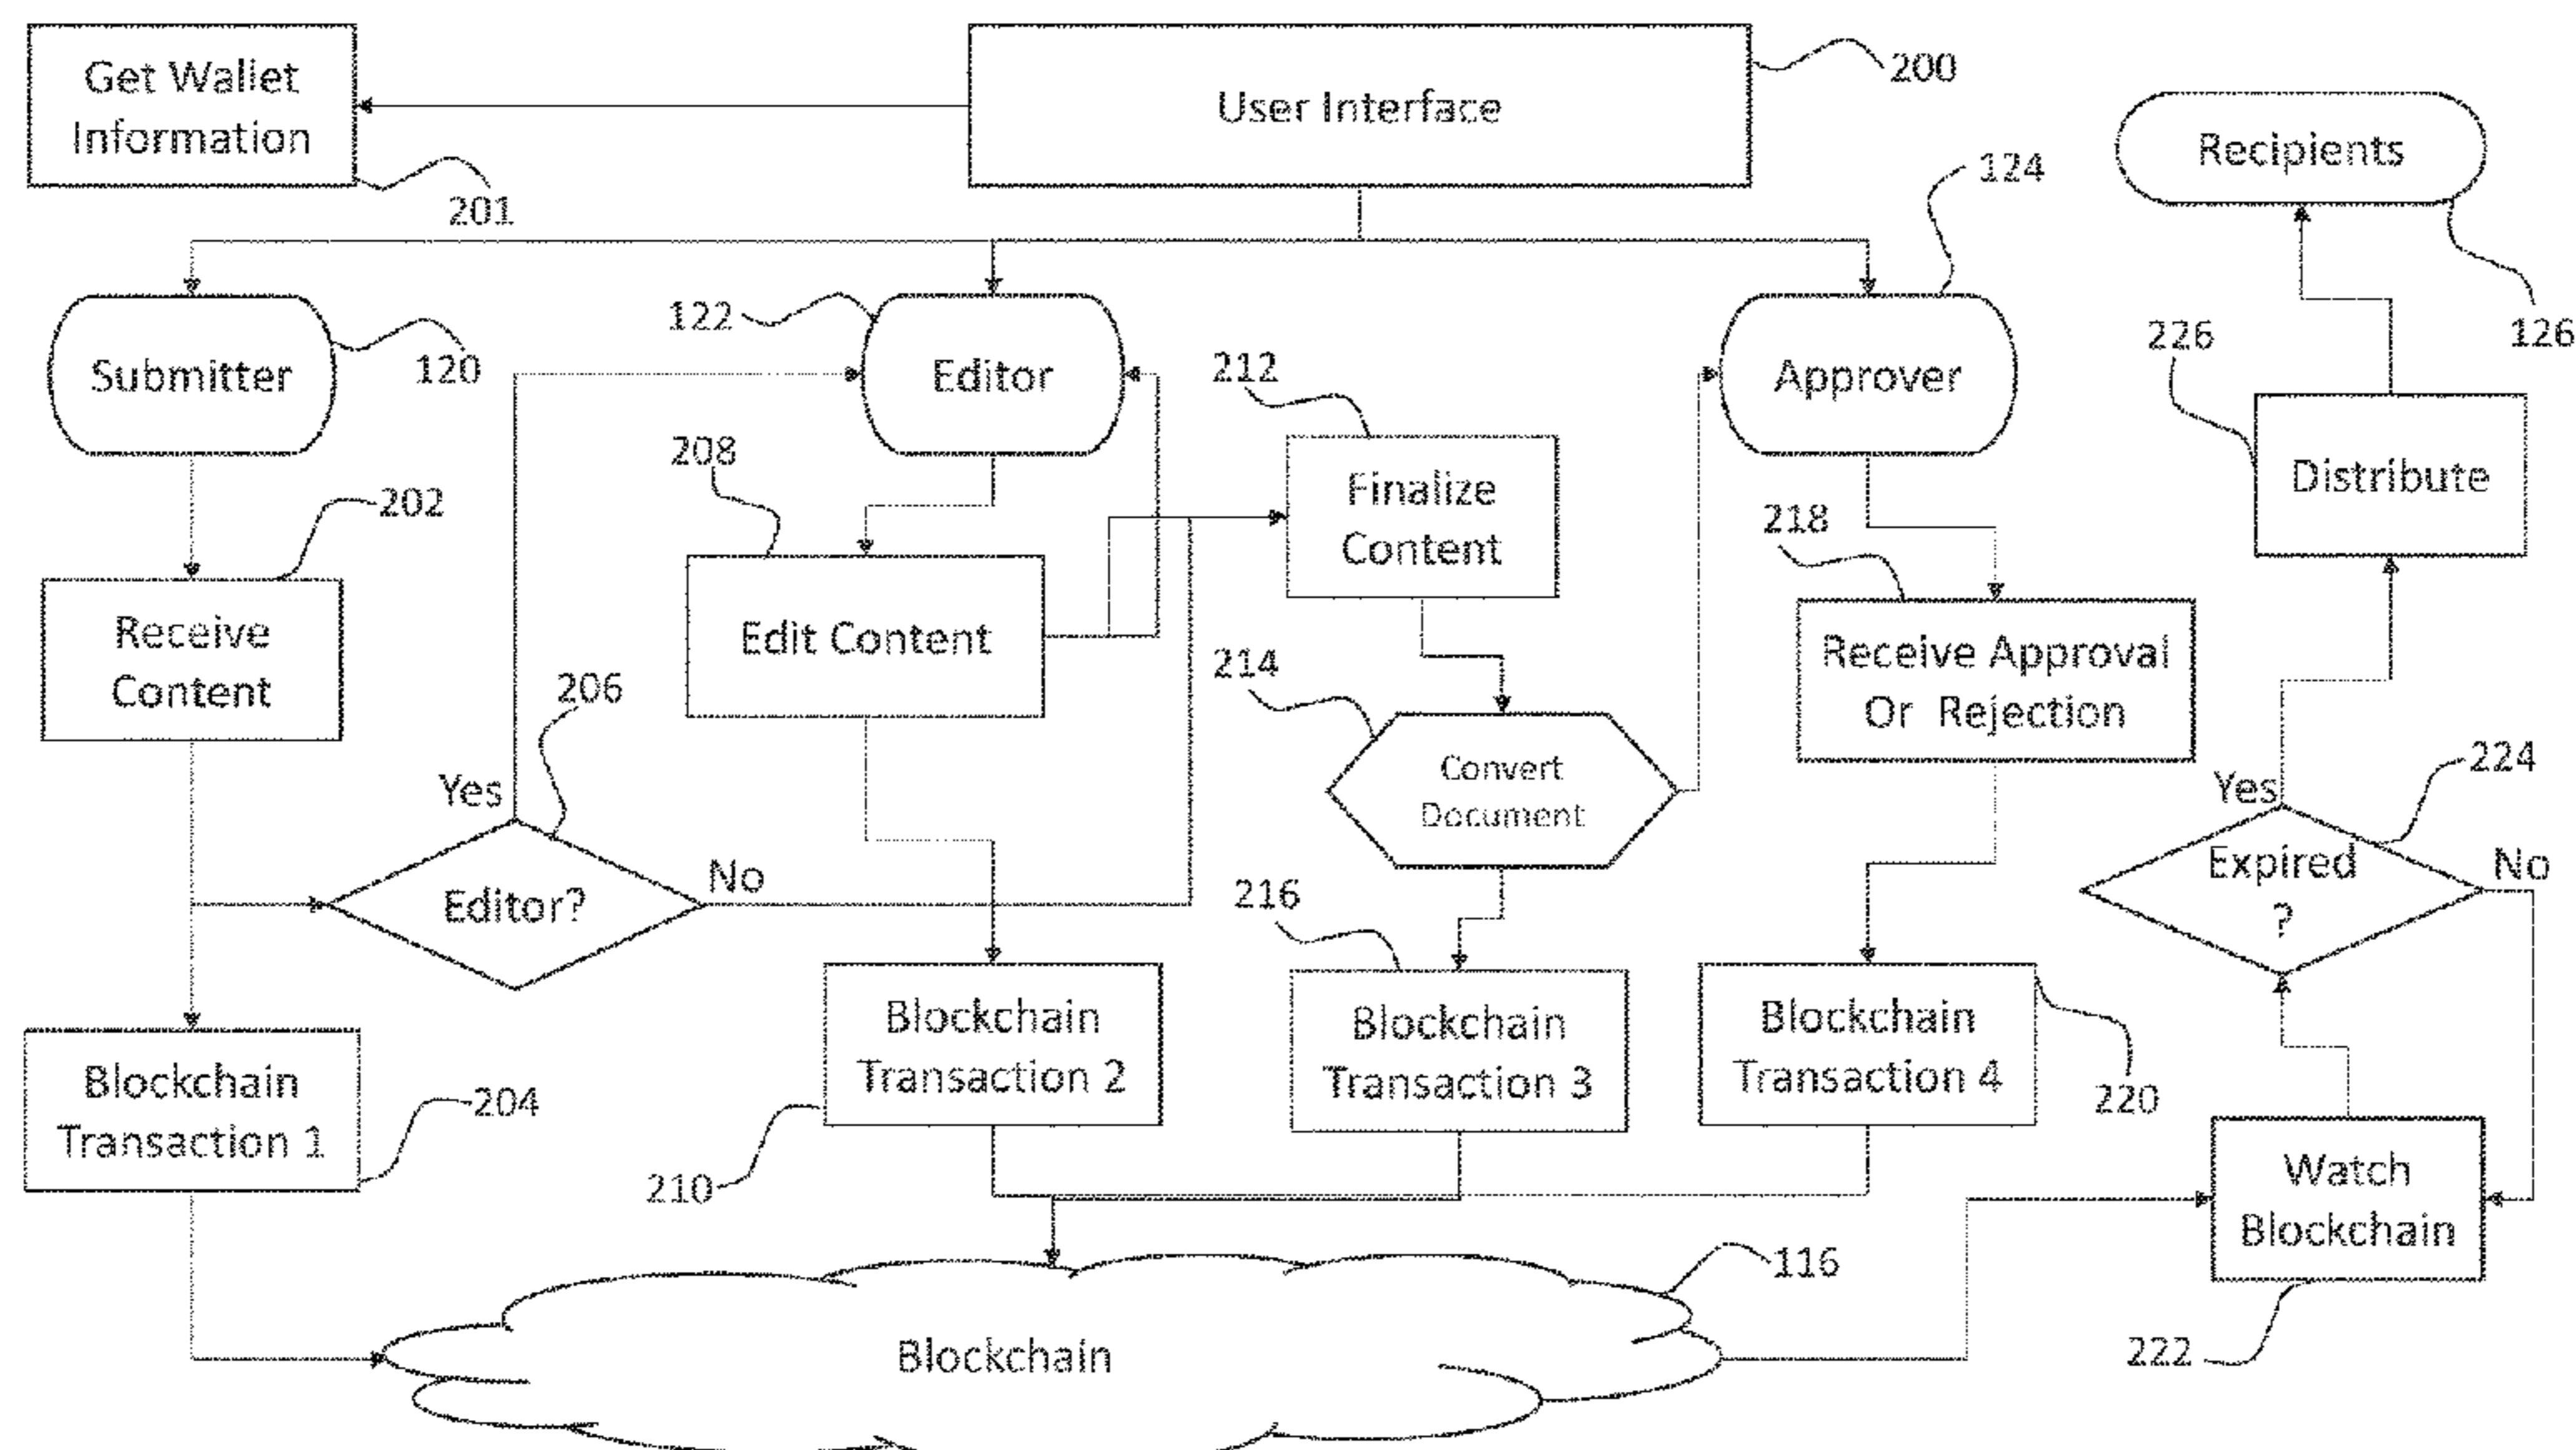 Get Wallet
Information
201
User Interface
200
Recipients
126
124
Submitter
120
122
Editor
Approver
226
Distribute
202
Receive
Content
208
Edit Content
212
Finalize
Content
218
Receive Approval
Or Rejection
206
Yes
Editor?
No
214
Convert
Document
224
Yes
Expired
?
No
Blockchain
Transaction 1
204
Blockchain
Transaction 2
210
216
Blockchain
Transaction 3
Blockchain
Transaction 4
220
Watch
Blockchain
222
116
Blockchain